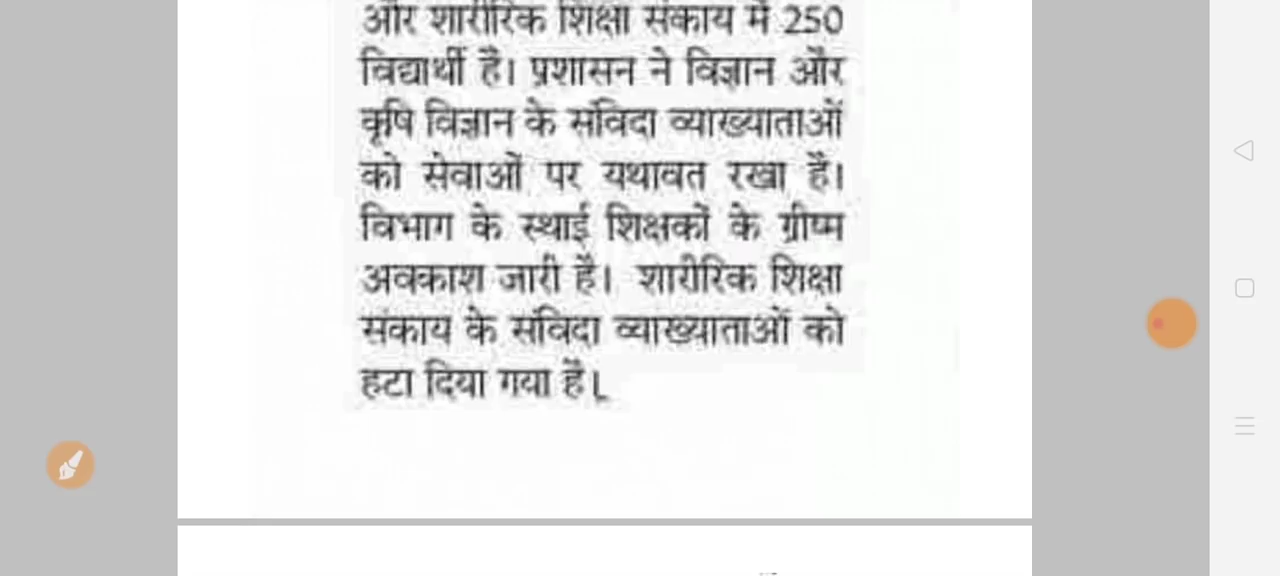 और शारीरिक शिक्षा संकाय में 250
विद्यार्थी है। प्रशासन ने विज्ञान और
कृषि विज्ञान के संविदा व्याख्याताओं
को सेवाओं पर यथावत रखा है।
विभाग के स्थाई शिक्षकों के ग्रीष्म
अवकाश जारी है। शारीरिक शिक्षा
संकाय के संविदा व्याख्याताओं को
हटा दिया गया है।